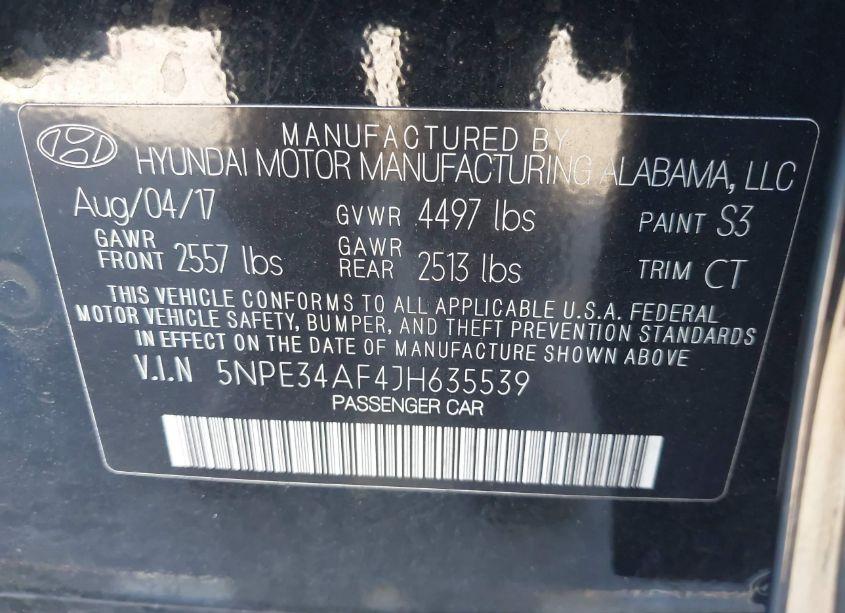 MANUFACTURED BY
HYUNDAI MOTOR MANUFACTURING ALABAMA, LLC
Aug/04/17 GVWR 4497 lbs PAINT S3
GAWR FRONT 2557 lbs GAWR REAR 2513 lbs TRIM CT
THIS VEHICLE CONFORMS TO ALL APPLICABLE U.S.A. FEDERAL
MOTOR VEHICLE SAFETY, BUMPER, AND THEFT PREVENTION STANDARDS
IN EFFECT ON THE DATE OF MANUFACTURE SHOWN ABOVE
V.I.N 5NPE34AF4JH635539
PASSENGER CAR